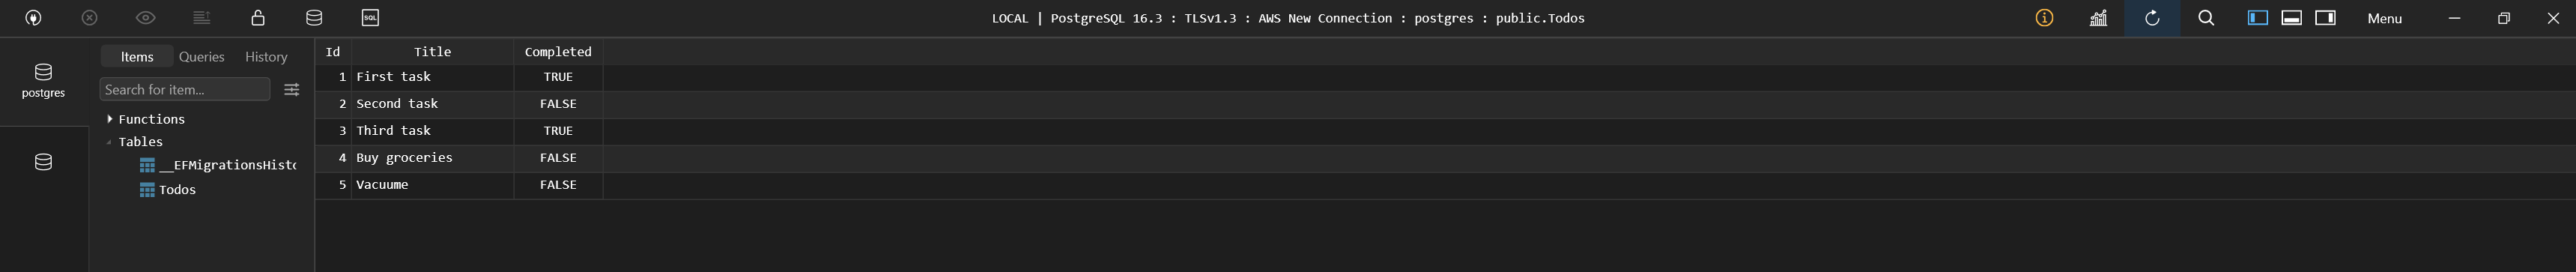 SQL
LOCAL | PostgreSQL 16.3 : TLSv1.3 : AWS New Connection : postgres : public.Todos
Menu
postgres
Items Queries History
Search for item...
Functions
Tables
__EFMigrationsHisto
Todos
Id Title Completed
1 First task TRUE
2 Second task FALSE
3 Third task TRUE
4 Buy groceries FALSE
5 Vacuume FALSE